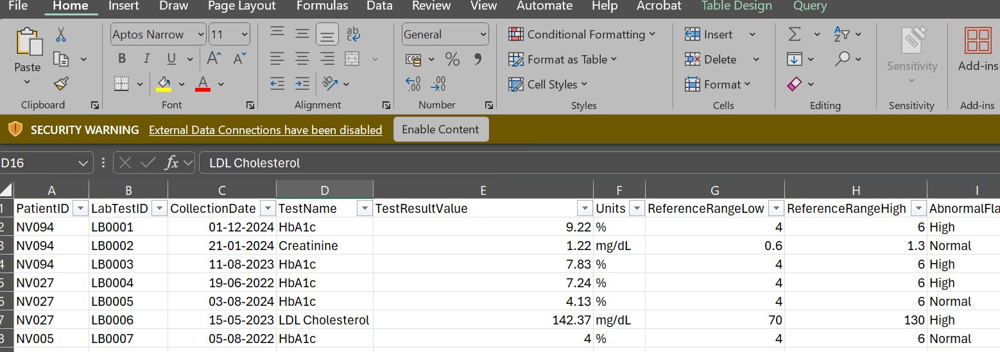 File Home Insert Draw Page Layout Formulas Data Review View Automate Help Acrobat Table Design Query
Aptos Narrow 11 ab General Conditional Formatting Insert Σ A Z
Paste B I U A A % 9 Format as Table Delete Sensitivity Add-ins
A ab c Cell Styles Format
.00 .00
Clipboard Font Alignment Number Styles Cells Editing Sensitivity Add-ins
SECURITY WARNING External Data Connections have been disabled Enable Content
D16 fx LDL Cholesterol
A B C D E F G H I
1 PatientID LabTestID CollectionDate TestName TestResultValue Units ReferenceRangeLow ReferenceRangeHigh AbnormalFla
2 NV094 LB0001 01-12-2024 HbA1c 9.22 % 4 6 High
3 NV094 LB0002 21-01-2024 Creatinine 1.22 mg/dL 0.6 1.3 Normal
4 NV094 LB0003 11-08-2023 HbA1c 7.83 % 4 6 High
5 NV027 LB0004 19-06-2022 HbA1c 7.24 % 4 6 High
6 NV027 LB0005 03-08-2024 HbA1c 4.13 % 4 6 Normal
7 NV027 LB0006 15-05-2023 LDL Cholesterol 142.37 mg/dL 70 130 High
8 NV005 LB0007 05-08-2022 HbA1c 4 % 4 6 Normal